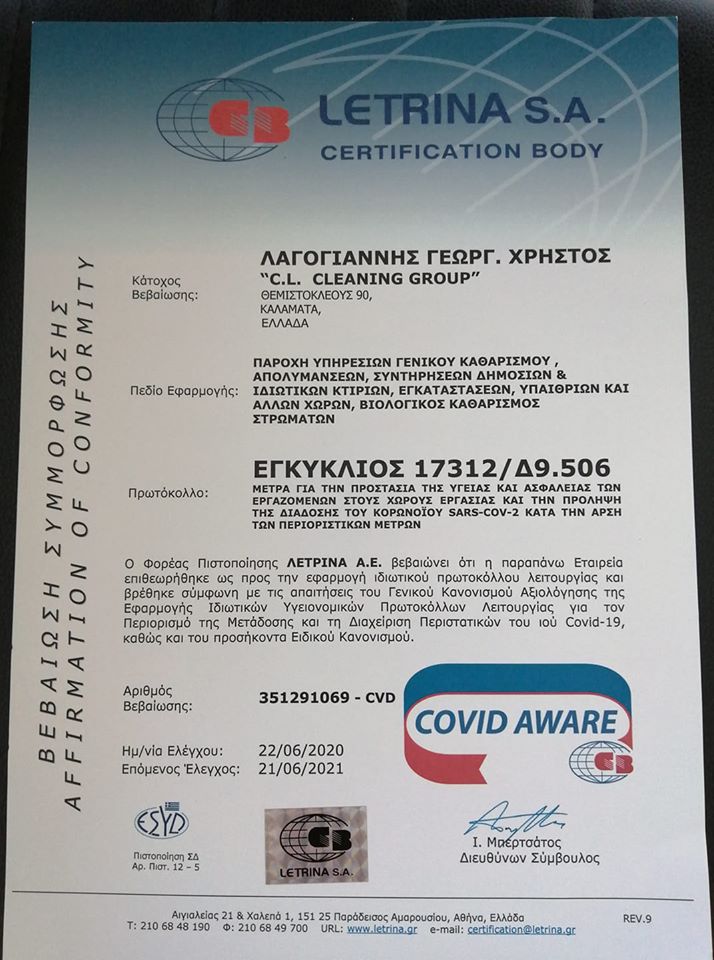 CB
LETRINA S.A.
CERTIFICATION BODY
ΒΕΒΑΙΩΣΗ ΣΥΜΜΟΡΦΩΣΗΣ
AFFIRMATION OF CONFORMITY
Κάτοχος
Βεβαίωσης:
ΛΑΓΟΓΙΑΝΝΗΣ ΓΕΩΡΓ. ΧΡΗΣΤΟΣ
“C.L. CLEANING GROUP”
ΘΕΜΙΣΤΟΚΛΕΟΥΣ 90,
ΚΑΛΑΜΑΤΑ,
ΕΛΛΑΔΑ
Πεδίο Εφαρμογής:
ΠΑΡΟΧΗ ΥΠΗΡΕΣΙΩΝ ΓΕΝΙΚΟΥ ΚΑΘΑΡΙΣΜΟΥ ,
ΑΠΟΛΥΜΑΝΣΕΩΝ, ΣΥΝΤΗΡΗΣΕΩΝ ΔΗΜΟΣΙΩΝ &
ΙΔΙΩΤΙΚΩΝ ΚΤΙΡΙΩΝ, ΕΓΚΑΤΑΣΤΑΣΕΩΝ, ΥΠΑΙΘΡΙΩΝ ΚΑΙ
ΑΛΛΩΝ ΧΩΡΩΝ, ΒΙΟΛΟΓΙΚΟΣ ΚΑΘΑΡΙΣΜΟΣ
ΣΤΡΩΜΑΤΩΝ
Πρωτόκολλο:
ΕΓΚΥΚΛΙΟΣ 17312/Δ9.506
ΜΕΤΡΑ ΓΙΑ ΤΗΝ ΠΡΟΣΤΑΣΙΑ ΤΗΣ ΥΓΕΙΑΣ ΚΑΙ ΑΣΦΑΛΕΙΑΣ ΤΩΝ
ΕΡΓΑΖΟΜΕΝΩΝ ΣΤΟΥΣ ΧΩΡΟΥΣ ΕΡΓΑΣΙΑΣ ΚΑΙ ΤΗΝ ΠΡΟΛΗΨΗ
ΤΗΣ ΔΙΑΔΟΣΗΣ ΤΟΥ ΚΟΡΩΝΟΪΟΥ SARS-COV-2 ΚΑΤΑ ΤΗΝ ΑΡΣΗ
ΤΩΝ ΠΕΡΙΟΡΙΣΤΙΚΩΝ ΜΕΤΡΩΝ
Ο Φορέας Πιστοποίησης ΛΕΤΡΙΝΑ Α.Ε. βεβαιώνει ότι η παραπάνω Εταιρεία
επιθεωρήθηκε ως προς την εφαρμογή ιδιωτικού πρωτοκόλλου λειτουργίας και
βρέθηκε σύμφωνη με τις απαιτήσεις του Γενικού Κανονισμού Αξιολόγησης της
Εφαρμογής Ιδιωτικών Υγειονομικών Πρωτοκόλλων Λειτουργίας για τον
Περιορισμό της Μετάδοσης και τη Διαχείριση Περιστατικών του ιού Covid-19,
καθώς και του προσήκοντα Ειδικού Κανονισμού.
Αριθμός
Βεβαίωσης:
351291069 - CVD
COVID AWARE
CB
Ημ/νία Ελέγχου: 22/06/2020
Επόμενος Έλεγχος: 21/06/2021
ΕΣΥD
Πιστοποίηση ΣΔ
Αρ. Πιστ. 12 – 5
CB
LETRINA S.A.
Ι. Μπερτσάτος
Διευθύνων Σύμβουλος
Αιγιαλείας 21 & Χαλεπά 1, 151 25 Παράδεισος Αμαρουσίου, Αθήνα, Ελλάδα
REV.9
Τ: 210 68 48 190 Φ: 210 68 49 700 URL: www.letrina.gr e-mail: certification@letrina.gr